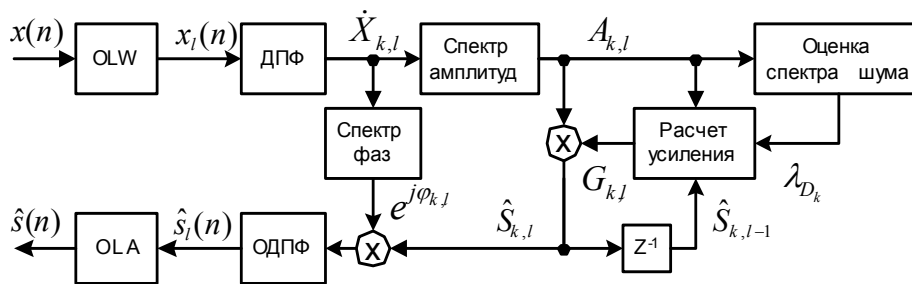 x(n)
OLW
x_l(n)
ДПФ
Ẋ_{k,l}
Спектр
амплитуд
A_{k,l}
Оценка
спектра шума
Спектр
фаз
X
G_{k,l}
Расчет
усиления
λ_{D_k}
ŝ(n)
OLA
ŝ_l(n)
ОДПФ
e^{jφ_{k,l}}
X
Ŝ_{k,l}
Z^{-1}
Ŝ_{k,l-1}